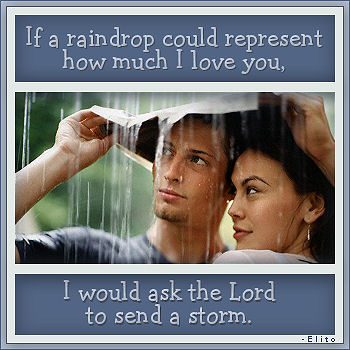 If a raindrop could represent
how much I love you,
I would ask the Lord
to send a storm.
-Elito